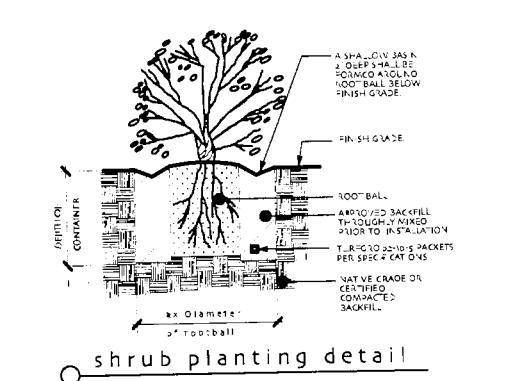 A SHALLOW BASIN
2" DEEP SHALL BE
FORMED AROUND
ROOT BALL BELOW
FINISH GRADE.
FINISH GRADE.
ROOT BALL
APPROVED BACKFILL
THROUGHLY MIXED
PRIOR TO INSTALLATION
PACKETS
PER SPECIFICATIONS
NATIVE GRADE OR
CERTIFIED
COMPACTED
BACKFILL
DEPTH OF
CONTAINER
Diameter
of rootball
shrub planting detail